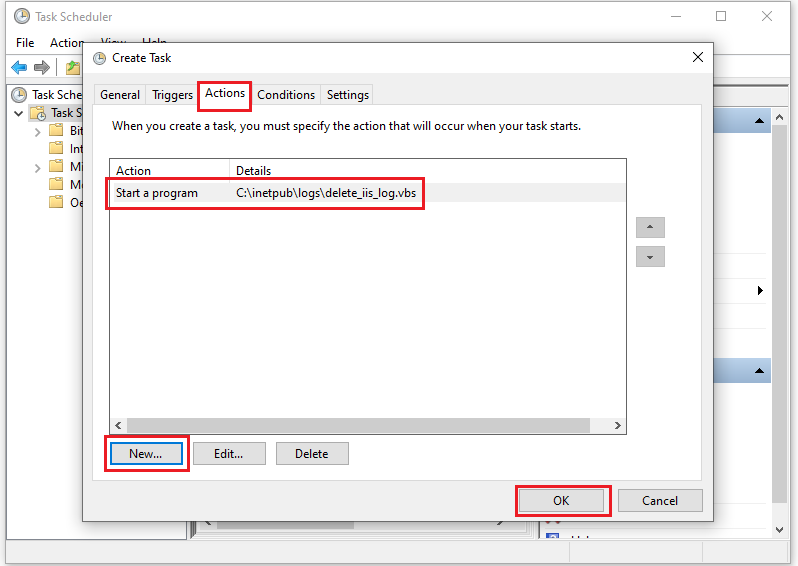 Task Scheduler
File Action View Help
Create Task
Task Sche
Task S
Bit
Int
Mi
Mo
Oe
General Triggers Actions Conditions Settings
When you create a task, you must specify the action that will occur when your task starts.
Action Details
Start a program C:\inetpub\logs\delete_iis_log.vbs
New... Edit... Delete
OK Cancel